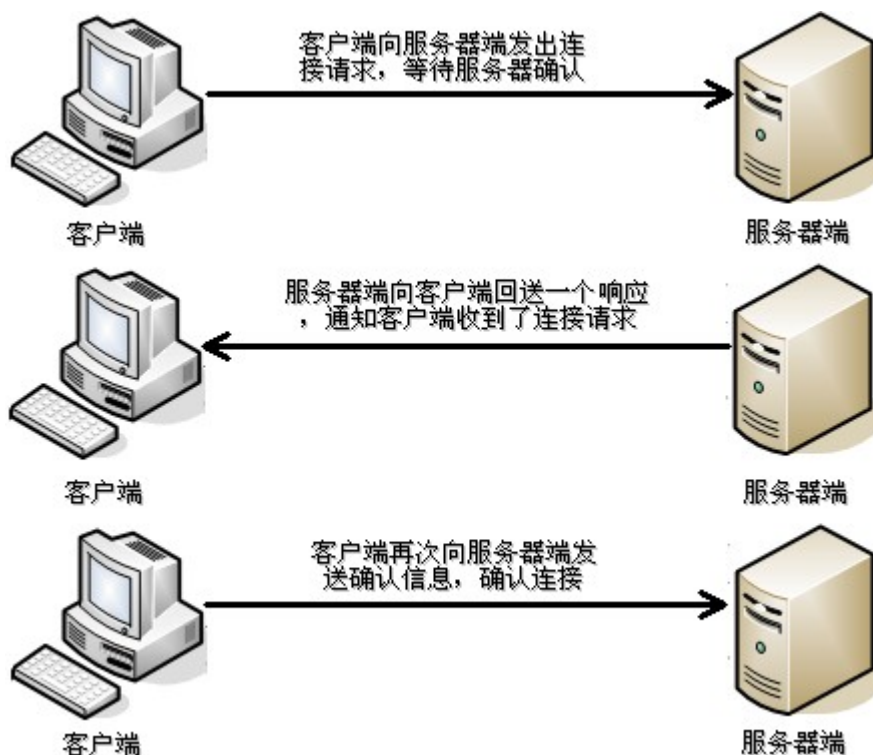 客户端向服务器端发出连
接请求，等待服务器确认
客户端
服务器端
服务器端向客户端回送一个响应
，通知客户端收到了连接请求
客户端
服务器端
客户端再次向服务器端发
送确认信息，确认连接
客户端
服务器端